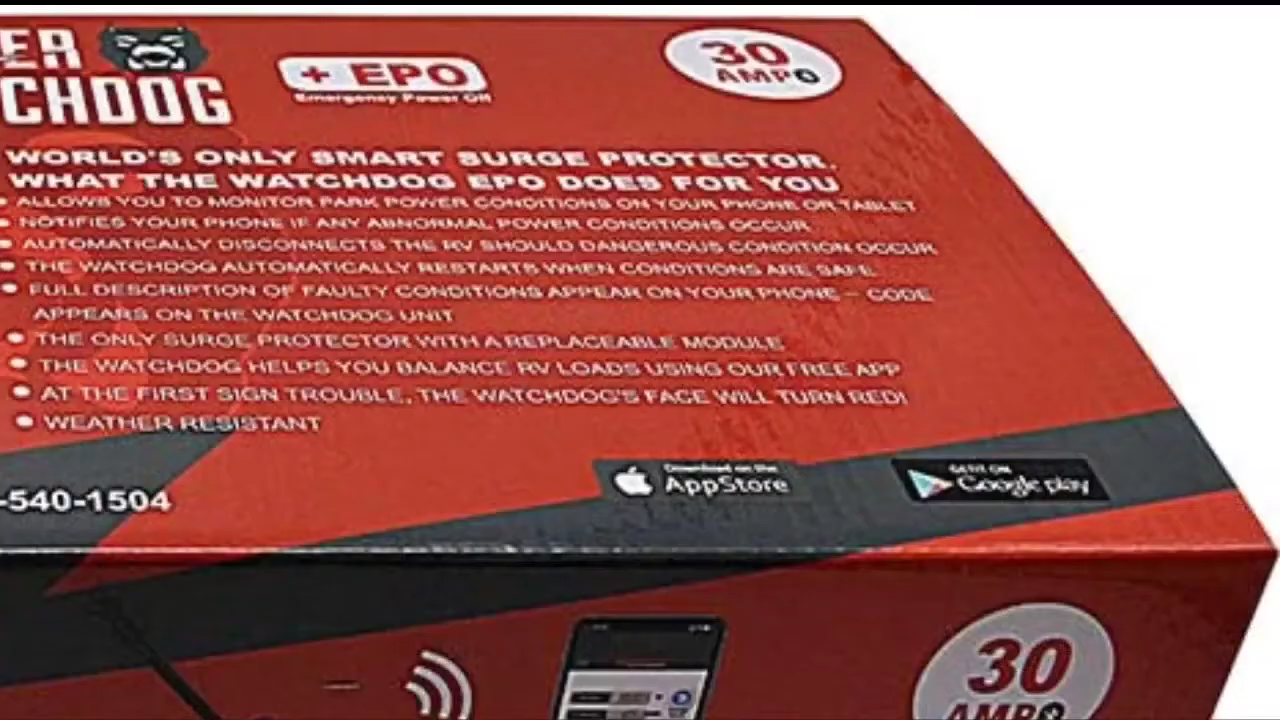 ER
CHDOG
+ EPO
Emergency Power Off
30
AMP
WORLD'S ONLY SMART SURGE PROTECTOR.
WHAT THE WATCHDOG EPO DOES FOR YOU
• ALLOWS YOU TO MONITOR PARK POWER CONDITIONS ON YOUR PHONE OR TABLET
• NOTIFIES YOUR PHONE IF ANY ABNORMAL POWER CONDITIONS OCCUR
• AUTOMATICALLY DISCONNECTS THE RV SHOULD DANGEROUS CONDITION OCCUR
• THE WATCHDOG AUTOMATICALLY RESTARTS WHEN CONDITIONS ARE SAFE
• FULL DESCRIPTION OF FAULTY CONDITIONS APPEAR ON YOUR PHONE – CODE
APPEARS ON THE WATCHDOG UNIT
• THE ONLY SURGE PROTECTOR WITH A REPLACEABLE MODULE
• THE WATCHDOG HELPS YOU BALANCE RV LOADS USING OUR FREE APP
• AT THE FIRST SIGN TROUBLE, THE WATCHDOG'S FACE WILL TURN RED!
• WEATHER RESISTANT
-540-1504
Download on the
AppStore
GET IT ON
Google play
30
AMP